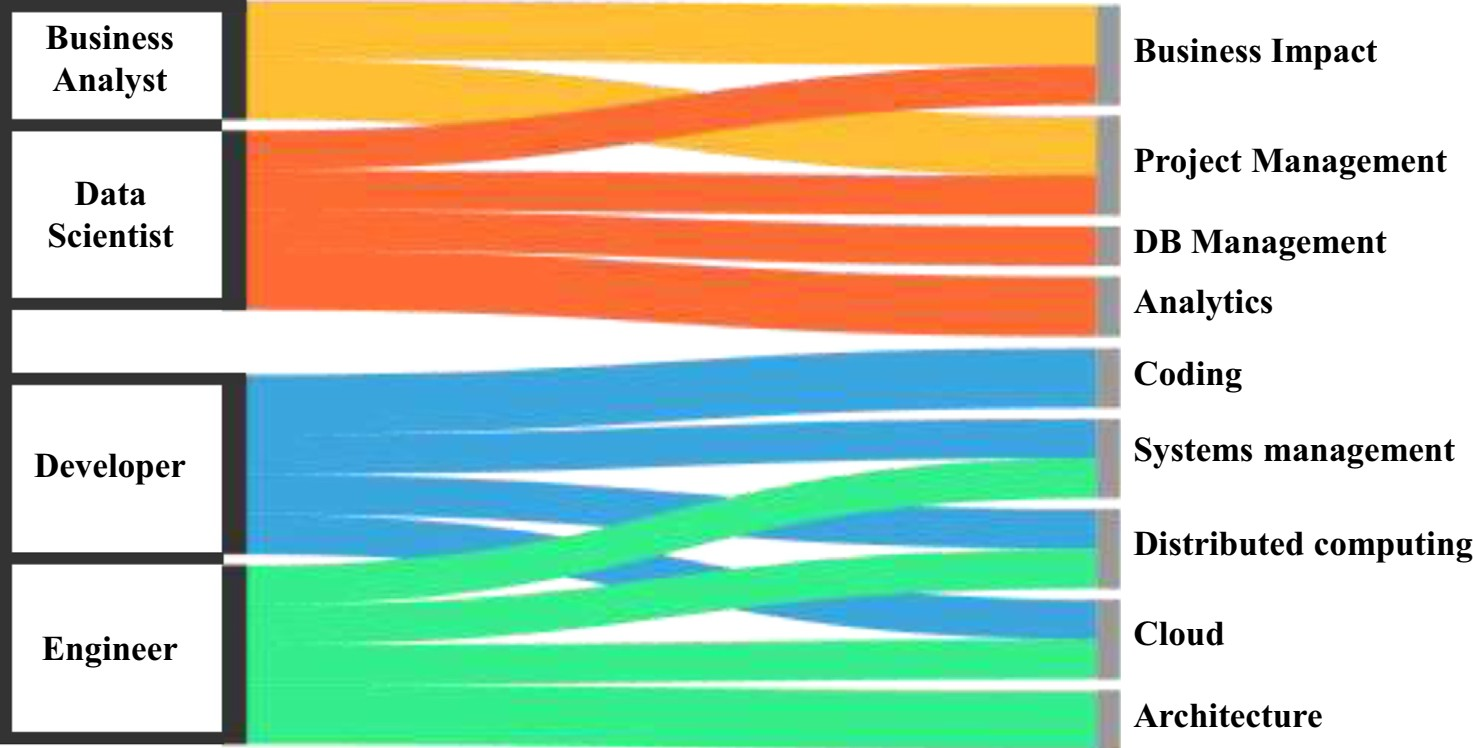 Business
Analyst
Data
Scientist
Developer
Engineer
Business Impact
Project Management
DB Management
Analytics
Coding
Systems management
Distributed computing
Cloud
Architecture